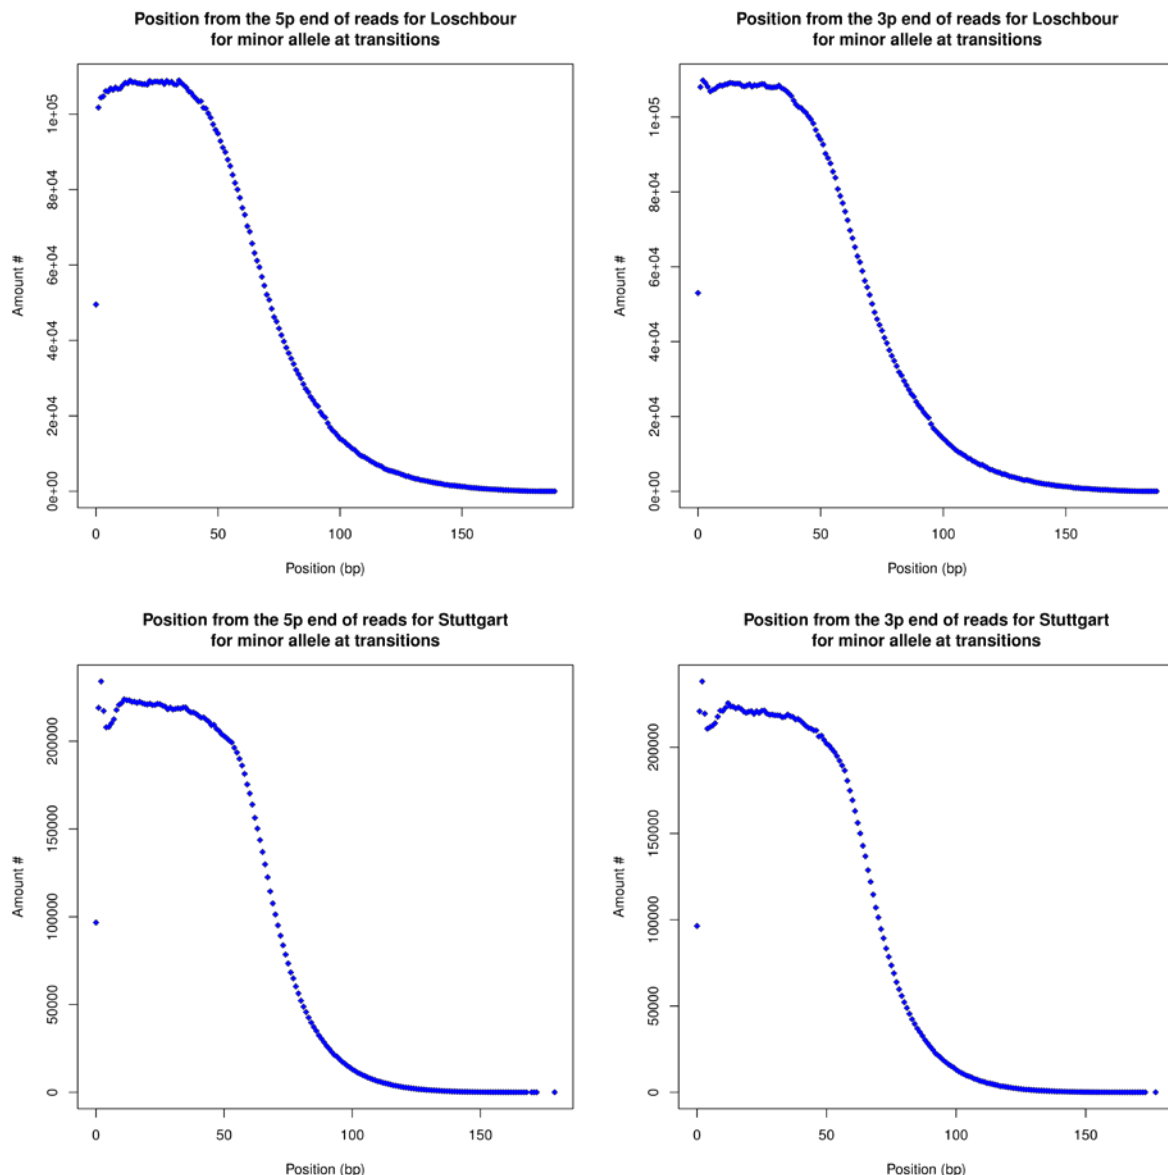 Position from the 5p end of reads for Loschbour
for minor allele at transitions
Amount #
1e+05
8e+04
6e+04
4e+04
2e+04
0e+00
0 50 100 150
Position (bp)
Position from the 3p end of reads for Loschbour
for minor allele at transitions
Amount #
1e+05
8e+04
6e+04
4e+04
2e+04
0e+00
0 50 100 150
Position (bp)
Position from the 5p end of reads for Stuttgart
for minor allele at transitions
Amount #
200000
150000
100000
50000
0
0 50 100 150
Position (bp)
Position from the 3p end of reads for Stuttgart
for minor allele at transitions
Amount #
200000
150000
100000
50000
0
0 50 100 150
Position (bp)